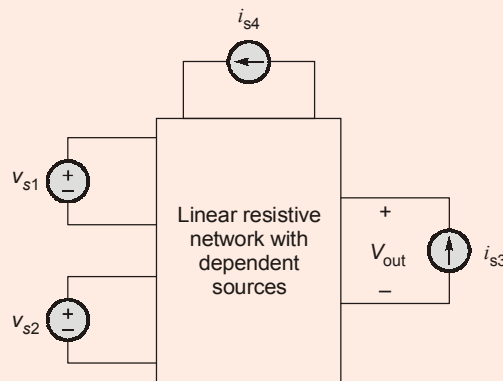 i_s4
v_s1
+
−
Linear resistive
network with
dependent
sources
+
V_out
−
i_s3
v_s2
+
−